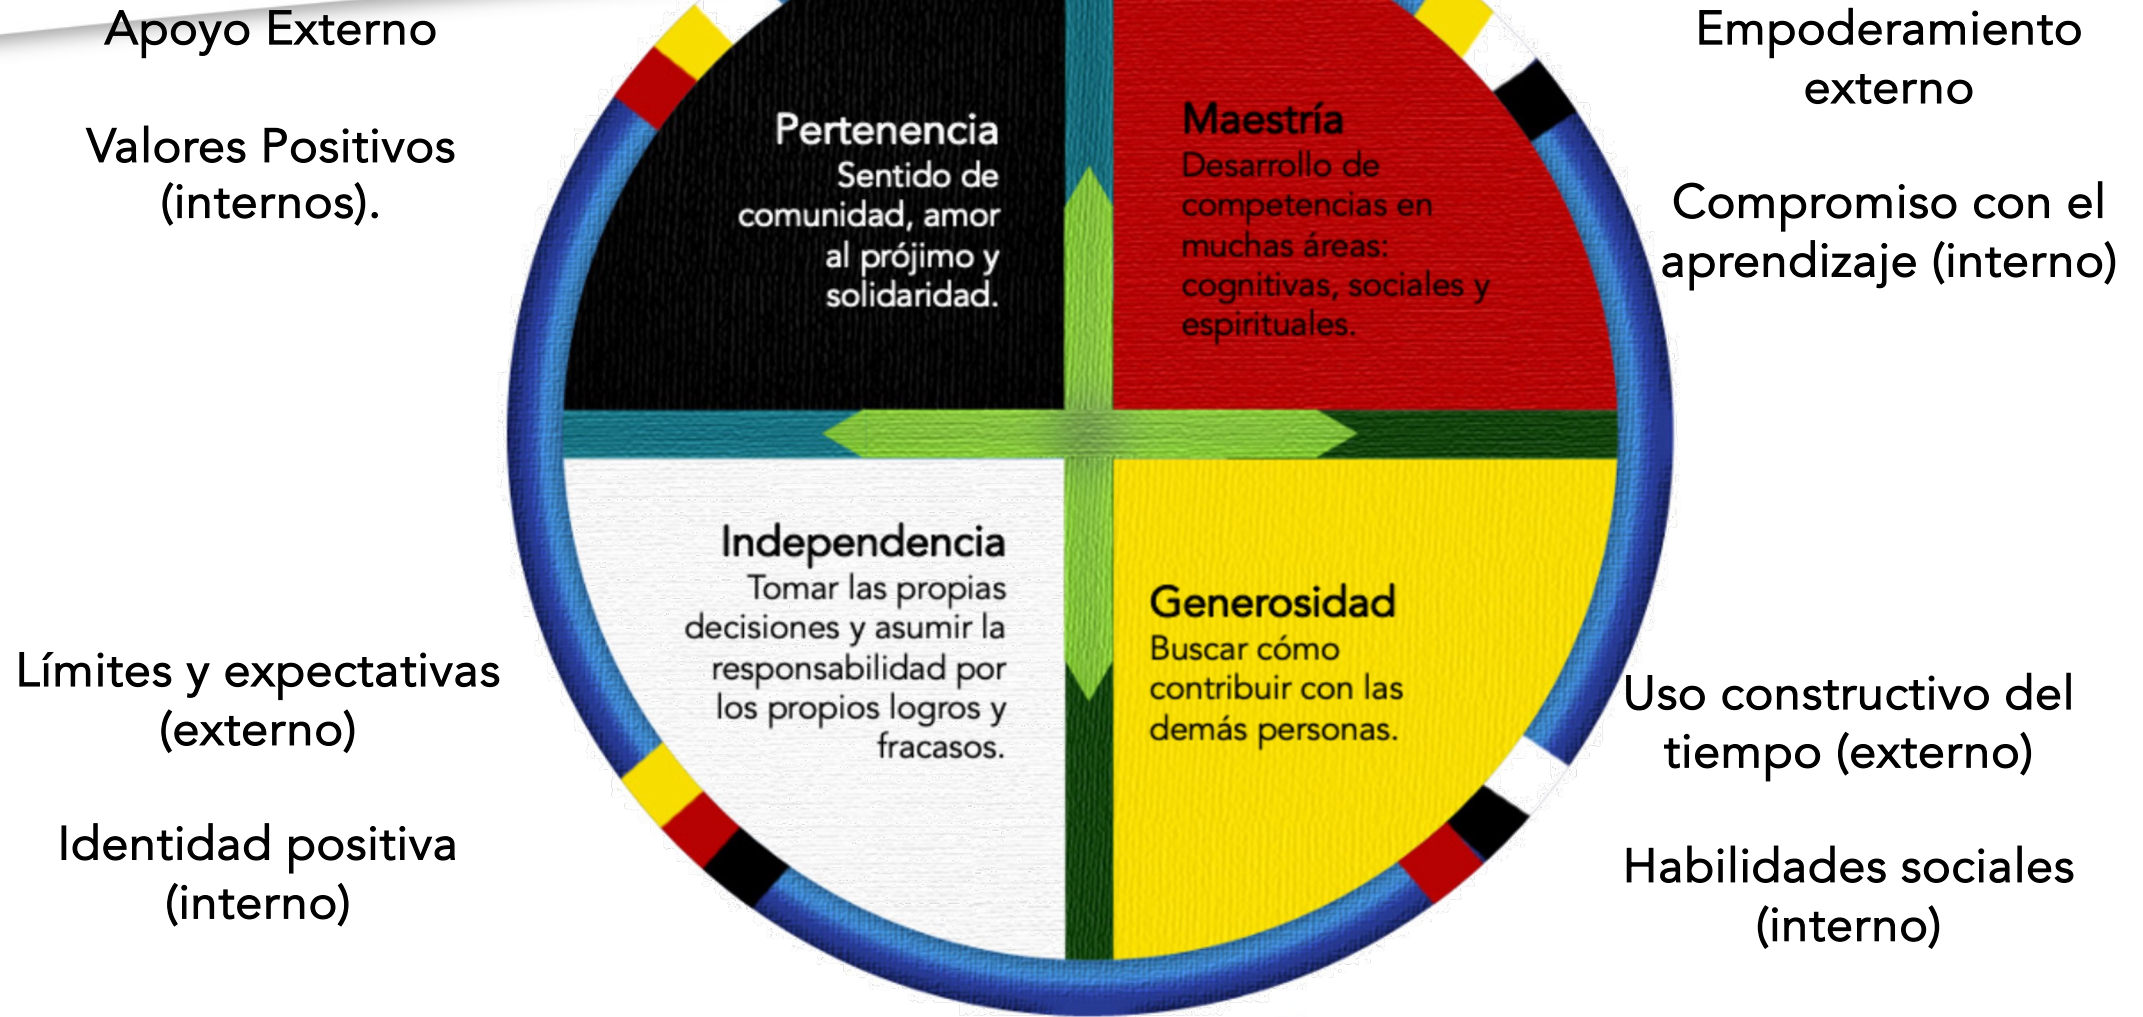 Apoyo Externo
Valores Positivos
(internos).
Pertenencia
Sentido de
comunidad, amor
al prójimo y
solidaridad.
Maestría
Desarrollo de
competencias en
muchas áreas:
cognitivas, sociales y
espirituales.
Empoderamiento
externo
Compromiso con el
aprendizaje (interno)
Límites y expectativas
(externo)
Identidad positiva
(interno)
Independencia
Tomar las propias
decisiones y asumir la
responsabilidad por
los propios logros y
fracasos.
Generosidad
Buscar cómo
contribuir con las
demás personas.
Uso constructivo del
tiempo (externo)
Habilidades sociales
(interno)